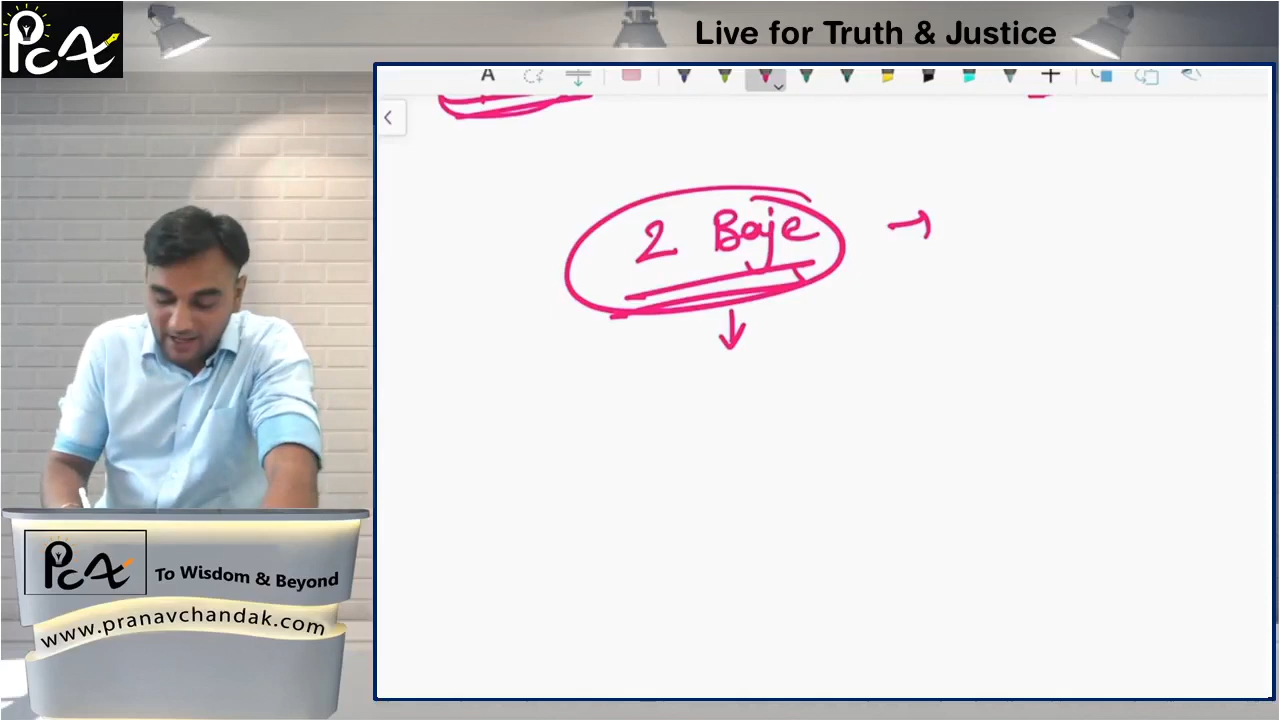 PCA
Live for Truth & Justice
A
2 Baje
PCA
To Wisdom & Beyond
www.pranavchandak.com